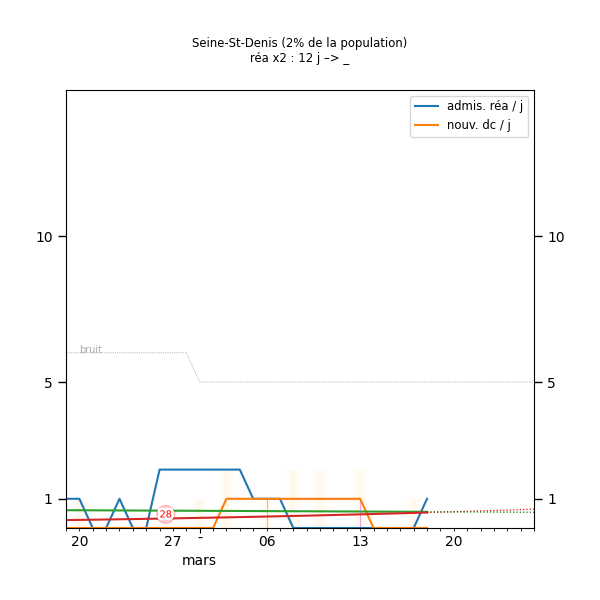 Seine-St-Denis (2% de la population)
réa x2 : 12 j –> _
admis. réa / j
nouv. dc / j
10 10
bruit
5 5
28
1 1
20 27 - 06 13 20
mars